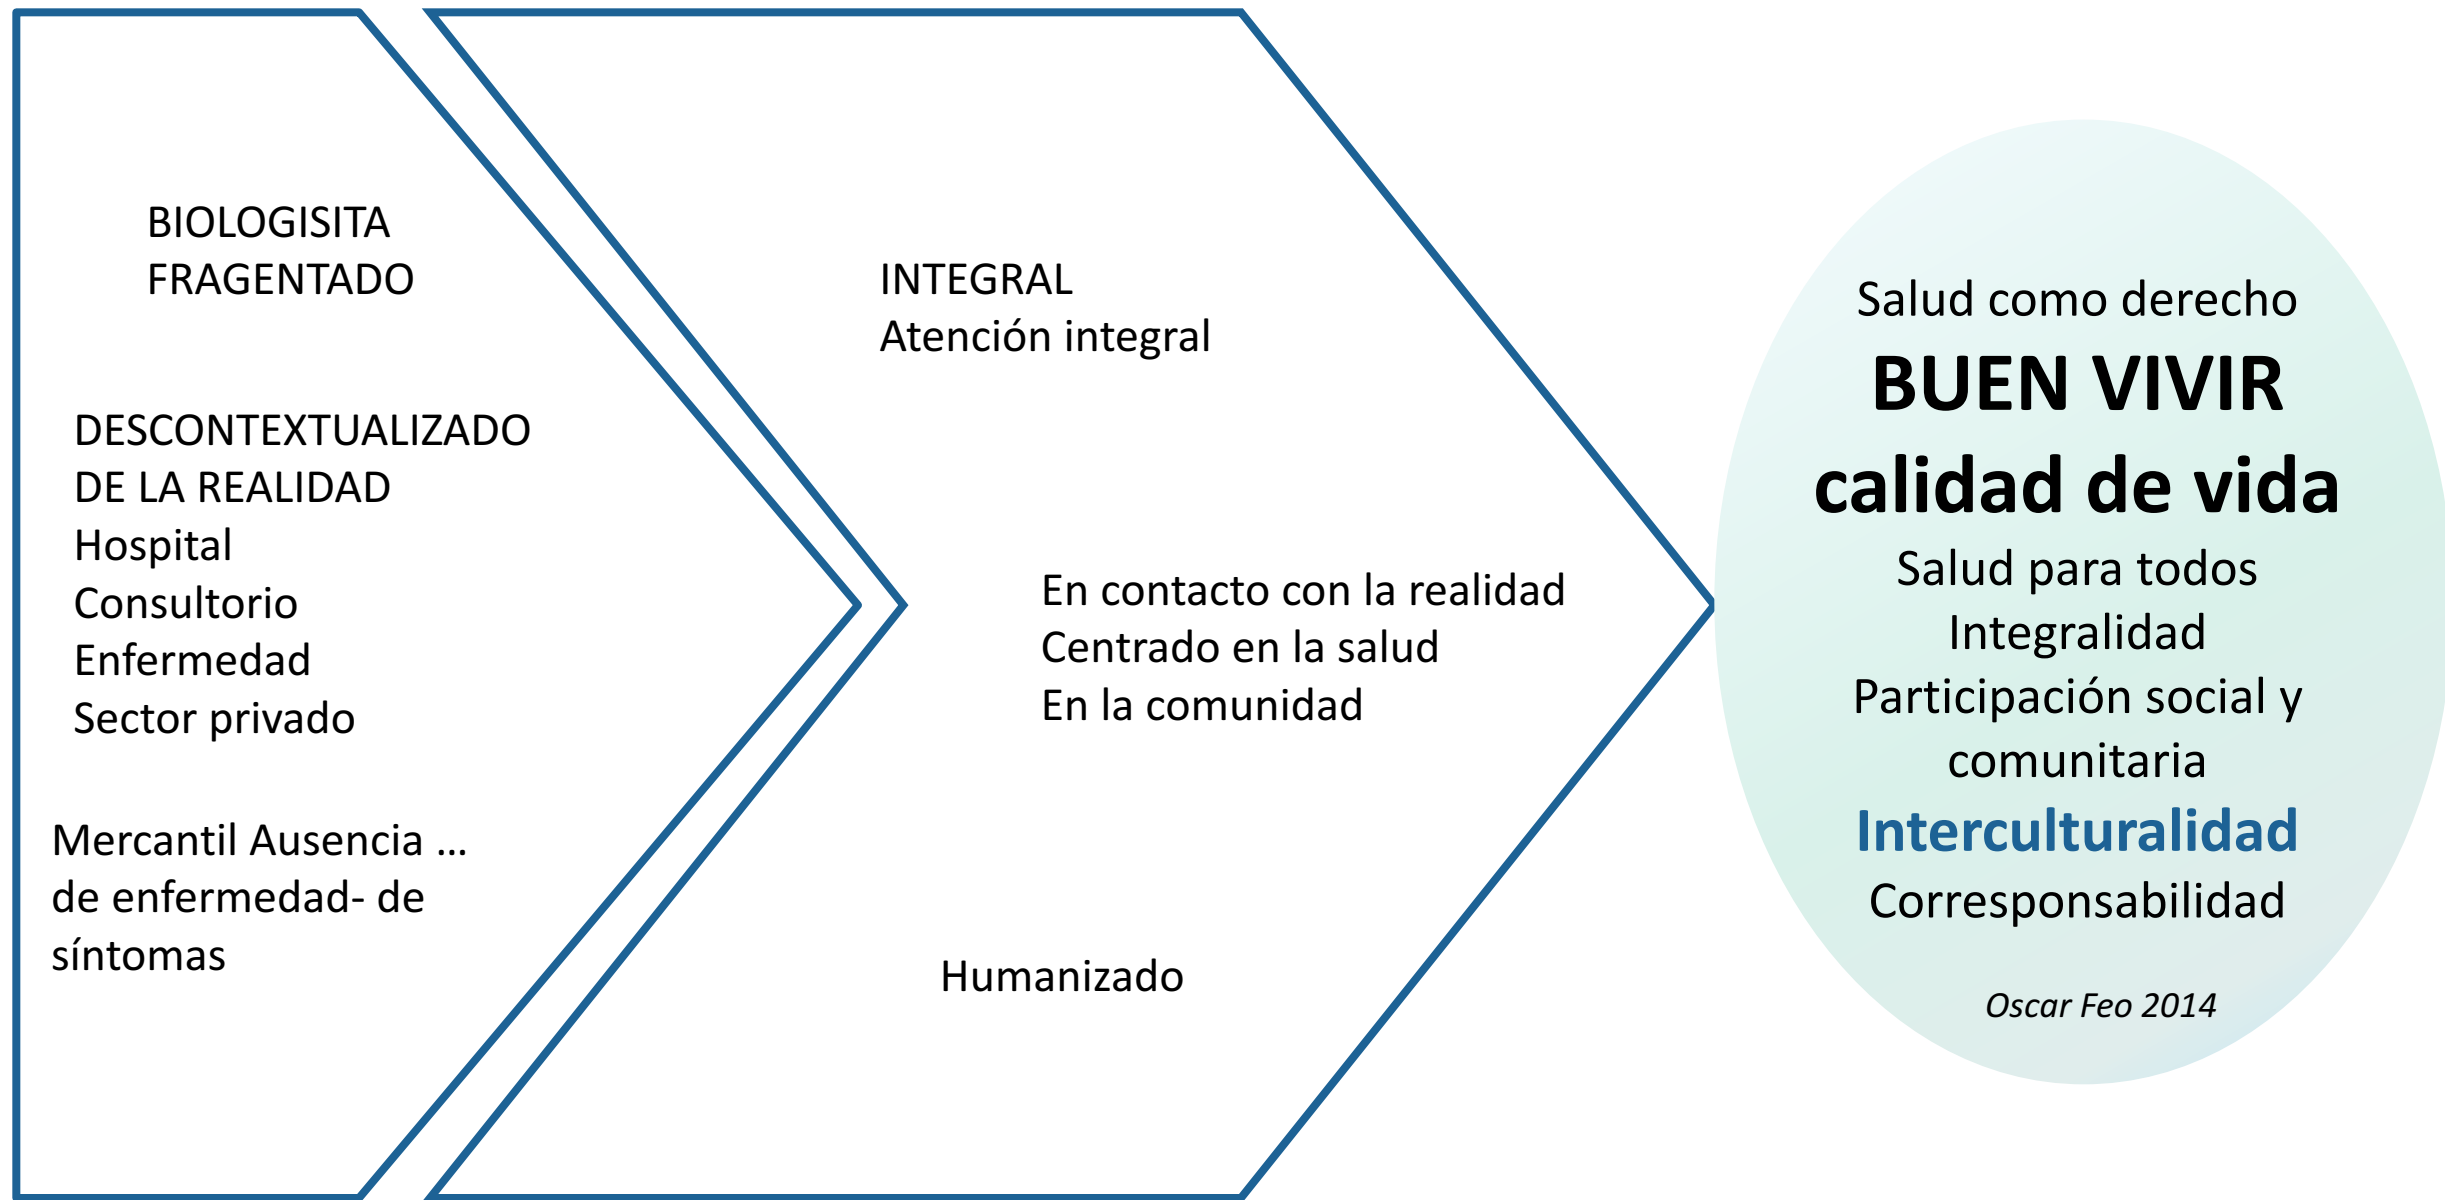 BIOLOGISITA
FRAGENTADO
DESCONTEXTUALIZADO
DE LA REALIDAD
Hospital
Consultorio
Enfermedad
Sector privado
Mercantil Ausencia ...
de enfermedad- de
síntomas
INTEGRAL
Atención integral
En contacto con la realidad
Centrado en la salud
En la comunidad
Humanizado
Salud como derecho
BUEN VIVIR
calidad de vida
Salud para todos
Integralidad
Participación social y
comunitaria
Interculturalidad
Corresponsabilidad
Oscar Feo 2014